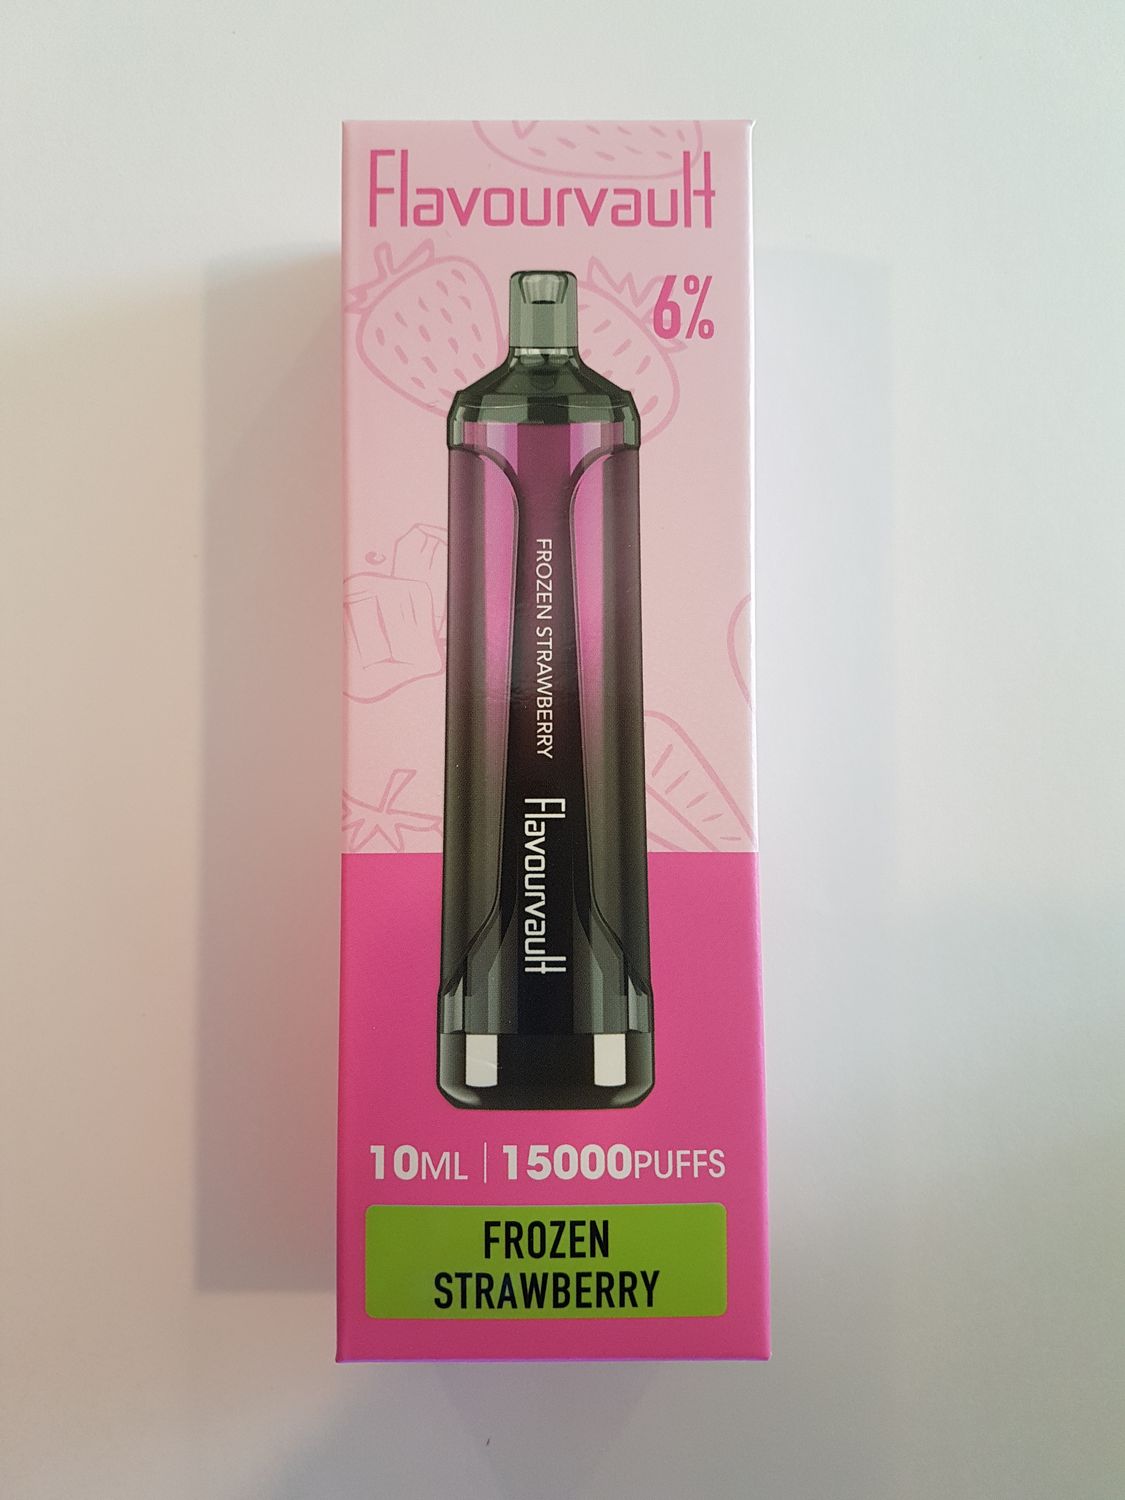 Flavourvault
6%
FROZEN STRAWBERRY
Flavourvault
10ML | 15000PUFFS
FROZEN
STRAWBERRY